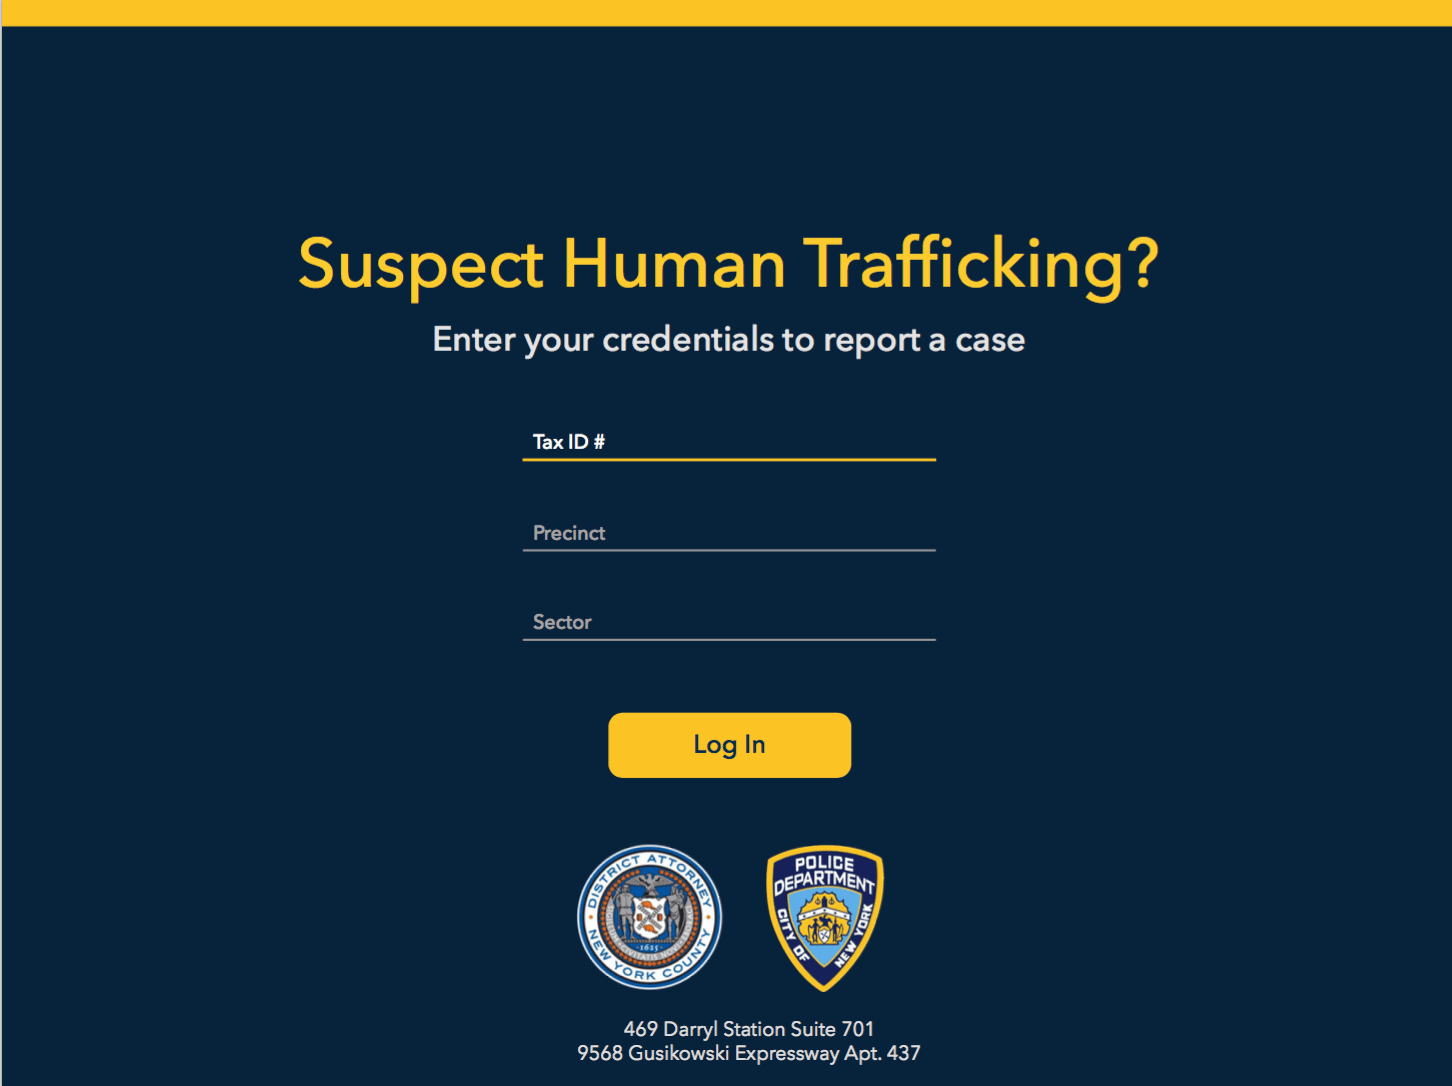 Suspect Human Trafficking?
Enter your credentials to report a case
Tax ID #
Precinct
Sector
Log In
DISTRICT ATTORNEY
NEW YORK COUNTY
1625
POLICE
DEPARTMENT
CITY OF
NEW YORK
469 Darryl Station Suite 701
9568 Gusikowski Expressway Apt. 437